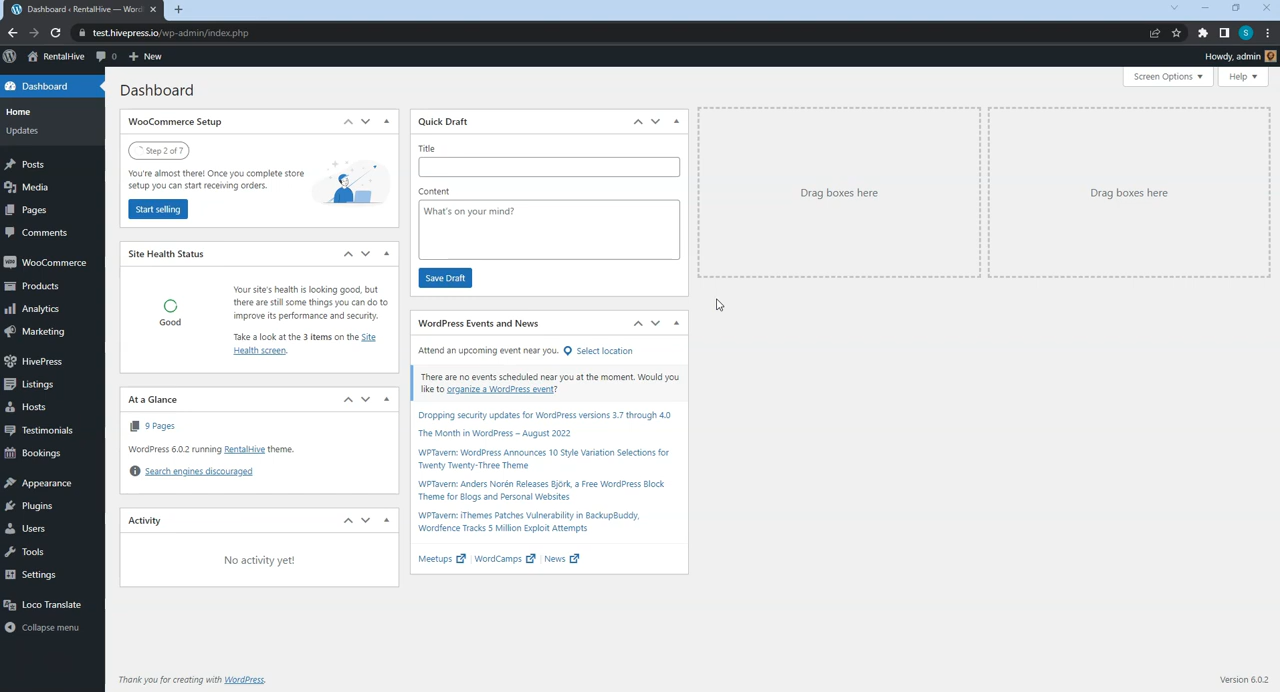 Dashboard ‹ RentalHive — Word
test.hivepress.io/wp-admin/index.php
S
RentalHive
0
New
Howdy, admin
Dashboard
Home
Updates
Posts
Media
Pages
Comments
WooCommerce
Products
Analytics
Marketing
HivePress
Listings
Hosts
Testimonials
Bookings
Appearance
Plugins
Users
Tools
Settings
Loco Translate
Collapse menu
Screen Options
Help
Dashboard
WooCommerce Setup
Step 2 of 7
You're almost there! Once you complete store
setup you can start receiving orders.
Start selling
Site Health Status
Good
Your site's health is looking good, but
there are still some things you can do to
improve its performance and security.
Take a look at the 3 items on the Site
Health screen.
At a Glance
9 Pages
WordPress 6.0.2 running RentalHive theme.
Search engines discouraged
Activity
No activity yet!
Quick Draft
Title
Content
What's on your mind?
Save Draft
WordPress Events and News
Attend an upcoming event near you.
Select location
There are no events scheduled near you at the moment. Would you
like to organize a WordPress event?
Dropping security updates for WordPress versions 3.7 through 4.0
The Month in WordPress – August 2022
WPTavern: WordPress Announces 10 Style Variation Selections for
Twenty Twenty-Three Theme
WPTavern: Anders Norén Releases Björk, a Free WordPress Block
Theme for Blogs and Personal Websites
WPTavern: iThemes Patches Vulnerability in BackupBuddy,
Wordfence Tracks 5 Million Exploit Attempts
Meetups | WordCamps | News
Drag boxes here
Drag boxes here
Thank you for creating with WordPress.
Version 6.0.2